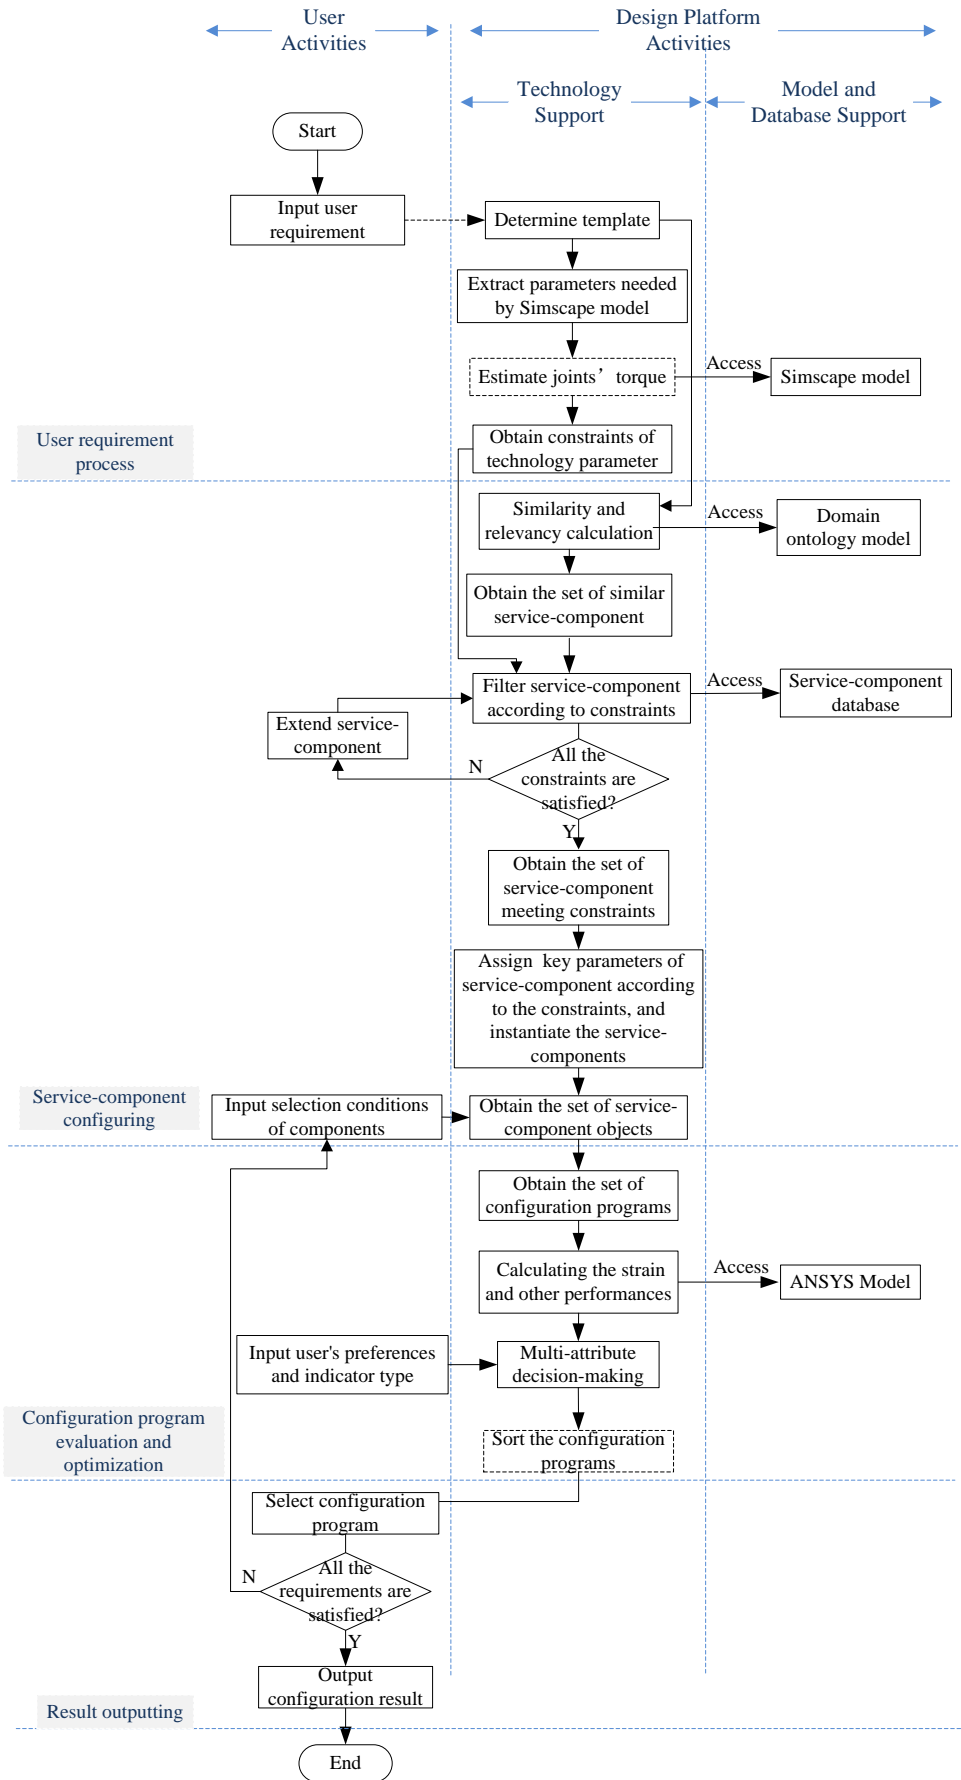 User
Activities
Design Platform
Activities
Technology
Support
Model and
Database Support
Start
Input user
requirement
Determine template
Extract parameters needed
by Simscape model
Estimate joints’ torque
Access
Simscape model
User requirement
process
Obtain constraints of
technology parameter
Similarity and
relevancy calculation
Access
Domain
ontology model
Obtain the set of similar
service-component
Filter service-component
according to constraints
Access
Service-component
database
Extend service-
component
N
All the
constraints are
satisfied?
Y
Obtain the set of
service-component
meeting constraints
Assign key parameters of
service-component according
to the constraints, and
instantiate the service-
components
Service-component
configuring
Input selection conditions
of components
Obtain the set of service-
component objects
Obtain the set of
configuration programs
Calculating the strain
and other performances
Access
ANSYS Model
Input user's preferences
and indicator type
Multi-attribute
decision-making
Configuration program
evaluation and
optimization
Sort the configuration
programs
Select configuration
program
N
All the
requirements are
satisfied?
Y
Output
configuration result
Result outputting
End